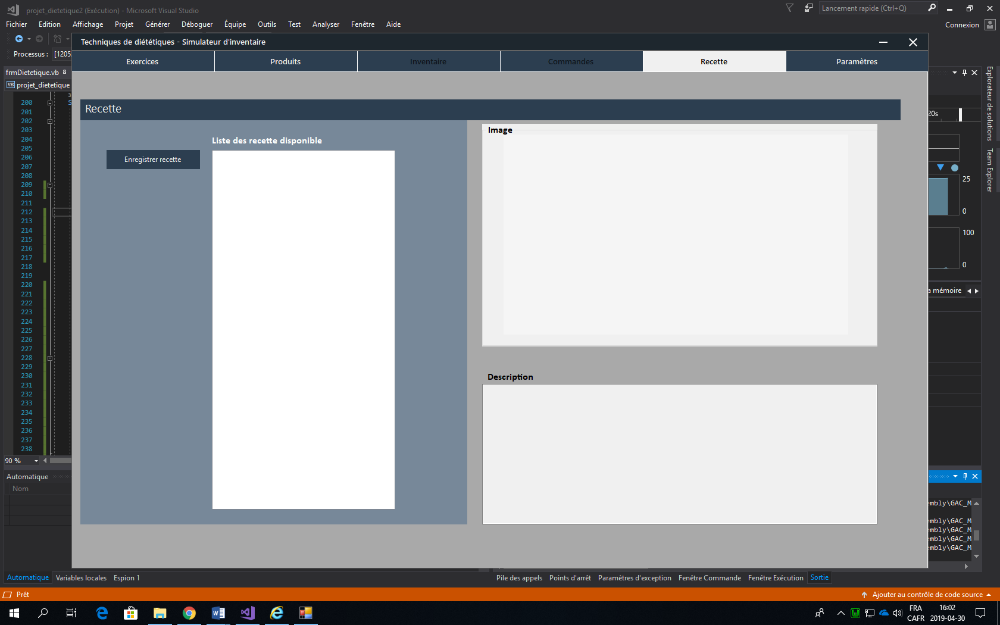 projet_dietetique2 (Exécution) - Microsoft Visual Studio
Lancement rapide (Ctrl+Q)
Fichier Edition Affichage Projet Générer Déboguer Équipe Outils Test Analyser Fenêtre Aide
Connexion
Processus : [1205
Techniques de diététiques - Simulateur d'inventaire
Exercices Produits Inventaire Commandes Recette Paramètres
frmDietetique.vb
VB projet_dietetique
Explorateur de solutions
Team Explorer
Recette
Liste des recette disponible
Enregistrer recette
Image
Description
200
201
202
203
204
205
206
207
208
209
210
211
212
213
214
215
216
217
218
219
220
221
222
223
224
225
226
227
228
229
230
231
232
233
234
235
236
237
238
20s
25
0
100
0
a mémoire
90 %
Automatique
Nom
embly\GAC_M
embly\GAC_M
embly\GAC_M
embly\GAC_M
embly\GAC_M
Automatique Variables locales Espion 1
Pile des appels Points d'arrêt Paramètres d'exception Fenêtre Commande Fenêtre Exécution Sortie
Prêt
Ajouter au contrôle de code source
FRA
CAFR
16:02
2019-04-30